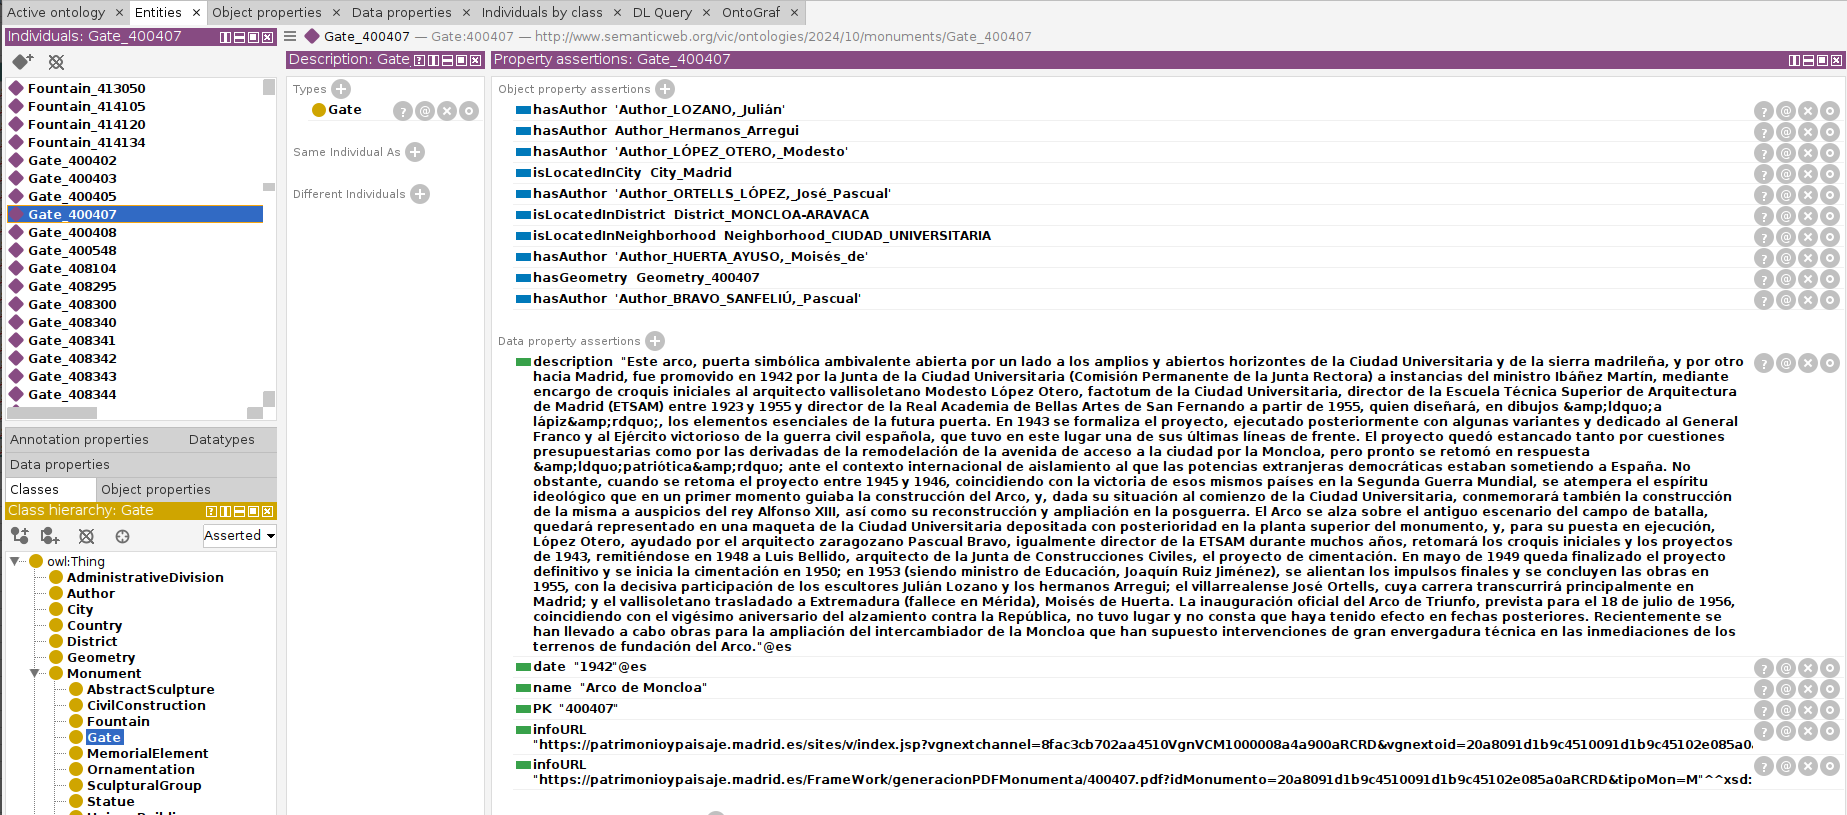 Active ontology × Entities × Object properties × Data properties × Individuals by class × DL Query × OntoGraf ×
Individuals: Gate_400407
Fountain_413050
Fountain_414105
Fountain_414120
Fountain_414134
Gate_400402
Gate_400403
Gate_400405
Gate_400407
Gate_400408
Gate_400548
Gate_408104
Gate_408295
Gate_408300
Gate_408340
Gate_408341
Gate_408342
Gate_408343
Gate_408344
Annotation properties Datatypes
Data properties
Classes Object properties
Class hierarchy: Gate
Asserted
owl:Thing
AdministrativeDivision
Author
City
Country
District
Geometry
Monument
AbstractSculpture
CivilConstruction
Fountain
Gate
MemorialElement
Ornamentation
SculpturalGroup
Statue
Gate_400407 — Gate:400407 — http://www.semanticweb.org/vic/ontologies/2024/10/monuments/Gate_400407
Description: Gate_
Types
Gate
Same Individual As
Different Individuals
Property assertions: Gate_400407
Object property assertions
hasAuthor 'Author_LOZANO,_Julián'
hasAuthor Author_Hermanos_Arregui
hasAuthor 'Author_LÓPEZ_OTERO,_Modesto'
isLocatedInCity City_Madrid
hasAuthor 'Author_ORTELLS_LÓPEZ,_José_Pascual'
isLocatedInDistrict District_MONCLOA-ARAVACA
isLocatedInNeighborhood Neighborhood_CIUDAD_UNIVERSITARIA
hasAuthor 'Author_HUERTA_AYUSO,_Moisés_de'
hasGeometry Geometry_400407
hasAuthor 'Author_BRAVO_SANFELIÚ,_Pascual'
Data property assertions
description "Este arco, puerta simbólica ambivalente abierta por un lado a los amplios y abiertos horizontes de la Ciudad Universitaria y de la sierra madrileña, y por otro
hacia Madrid, fue promovido en 1942 por la Junta de la Ciudad Universitaria (Comisión Permanente de la Junta Rectora) a instancias del ministro Ibáñez Martín, mediante
encargo de croquis iniciales al arquitecto vallisoletano Modesto López Otero, factotum de la Ciudad Universitaria, director de la Escuela Técnica Superior de Arquitectura
de Madrid (ETSAM) entre 1923 y 1955 y director de la Real Academia de Bellas Artes de San Fernando a partir de 1955, quien diseñará, en dibujos &amp;ldquo;a
lápiz&amp;rdquo;, los elementos esenciales de la futura puerta. En 1943 se formaliza el proyecto, ejecutado posteriormente con algunas variantes y dedicado al General
Franco y al Ejército victorioso de la guerra civil española, que tuvo en este lugar una de sus últimas líneas de frente. El proyecto quedó estancado tanto por cuestiones
presupuestarias como por las derivadas de la remodelación de la avenida de acceso a la ciudad por la Moncloa, pero pronto se retomó en respuesta
&amp;ldquo;patriótica&amp;rdquo; ante el contexto internacional de aislamiento al que las potencias extranjeras democráticas estaban sometiendo a España. No
obstante, cuando se retoma el proyecto entre 1945 y 1946, coincidiendo con la victoria de esos mismos países en la Segunda Guerra Mundial, se atempera el espíritu
ideológico que en un primer momento guiaba la construcción del Arco, y, dada su situación al comienzo de la Ciudad Universitaria, conmemorará también la construcción
de la misma a auspicios del rey Alfonso XIII, así como su reconstrucción y ampliación en la posguerra. El Arco se alza sobre el antiguo escenario del campo de batalla,
quedará representado en una maqueta de la Ciudad Universitaria depositada con posterioridad en la planta superior del monumento, y, para su puesta en ejecución,
López Otero, ayudado por el arquitecto zaragozano Pascual Bravo, igualmente director de la ETSAM durante muchos años, retomará los croquis iniciales y los proyectos
de 1943, remitiéndose en 1948 a Luis Bellido, arquitecto de la Junta de Construcciones Civiles, el proyecto de cimentación. En mayo de 1949 queda finalizado el proyecto
definitivo y se inicia la cimentación en 1950; en 1953 (siendo ministro de Educación, Joaquín Ruiz Jiménez), se alientan los impulsos finales y se concluyen las obras en
1955, con la decisiva participación de los escultores Julián Lozano y los hermanos Arregui; el villarrealense José Ortells, cuya carrera transcurrirá principalmente en
Madrid; y el vallisoletano trasladado a Extremadura (fallece en Mérida), Moisés de Huerta. La inauguración oficial del Arco de Triunfo, prevista para el 18 de julio de 1956,
coincidiendo con el vigésimo aniversario del alzamiento contra la República, no tuvo lugar y no consta que haya tenido efecto en fechas posteriores. Recientemente se
han llevado a cabo obras para la ampliación del intercambiador de la Moncloa que han supuesto intervenciones de gran envergadura técnica en las inmediaciones de los
terrenos de fundación del Arco."@es
date "1942"@es
name "Arco de Moncloa"
PK "400407"
infoURL
"https://patrimonioypaisaje.madrid.es/sites/v/index.jsp?vgnextchannel=8fac3cb702aa4510VgnVCM1000008a4a900aRCRD&vgnextoid=20a8091d1b9c4510091d1b9c45102e085a0a
infoURL
"https://patrimonioypaisaje.madrid.es/FrameWork/generacionPDFMonumenta/400407.pdf?idMonumento=20a8091d1b9c4510091d1b9c45102e085a0aRCRD&tipoMon=M"^^xsd: